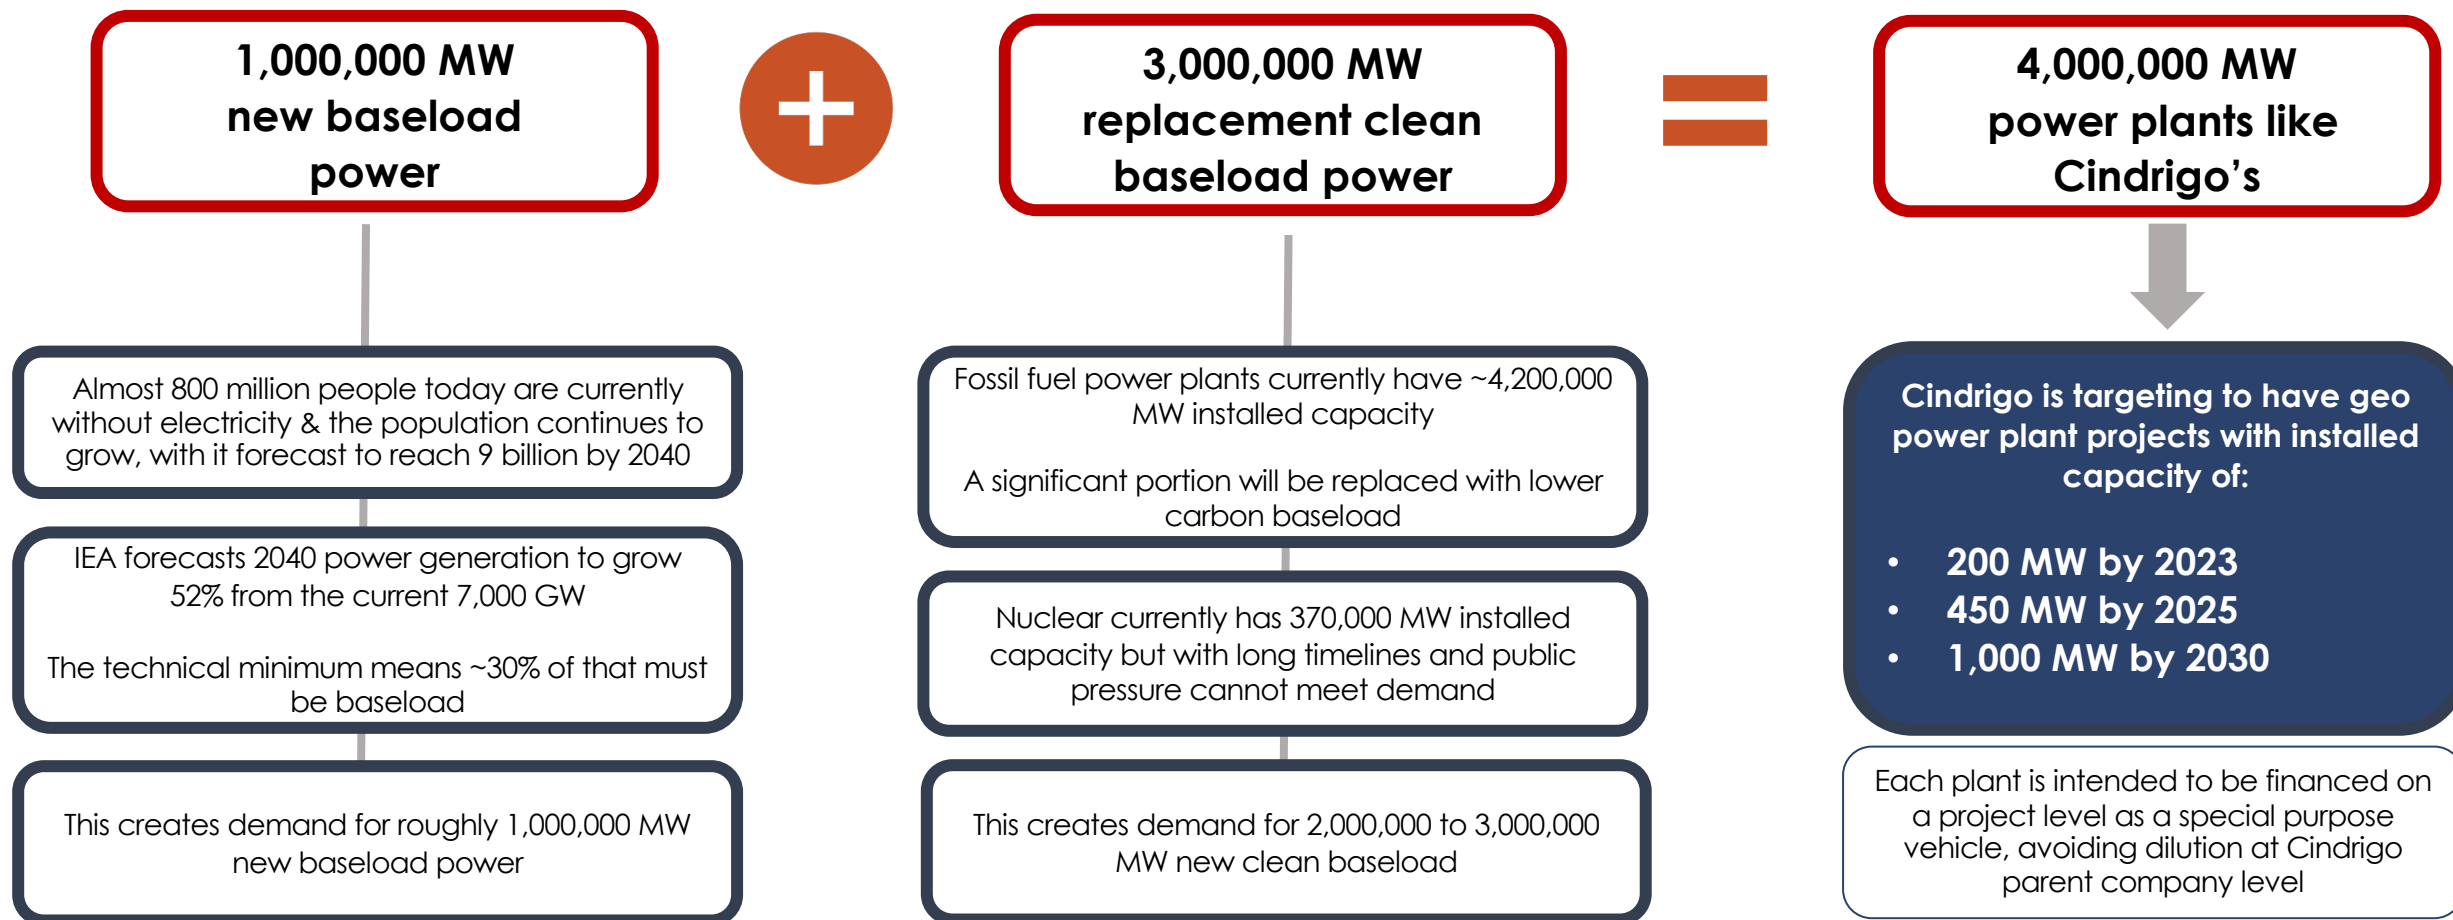 1,000,000 MW
new baseload
power
3,000,000 MW
replacement clean
baseload power
4,000,000 MW
power plants like
Cindrigo’s
Almost 800 million people today are currently
without electricity & the population continues to
grow, with it forecast to reach 9 billion by 2040
IEA forecasts 2040 power generation to grow
52% from the current 7,000 GW
The technical minimum means ~30% of that must
be baseload
This creates demand for roughly 1,000,000 MW
new baseload power
Fossil fuel power plants currently have ~4,200,000
MW installed capacity
A significant portion will be replaced with lower
carbon baseload
Nuclear currently has 370,000 MW installed
capacity but with long timelines and public
pressure cannot meet demand
This creates demand for 2,000,000 to 3,000,000
MW new clean baseload
Cindrigo is targeting to have geo
power plant projects with installed
capacity of:
• 200 MW by 2023
• 450 MW by 2025
• 1,000 MW by 2030
Each plant is intended to be financed on
a project level as a special purpose
vehicle, avoiding dilution at Cindrigo
parent company level